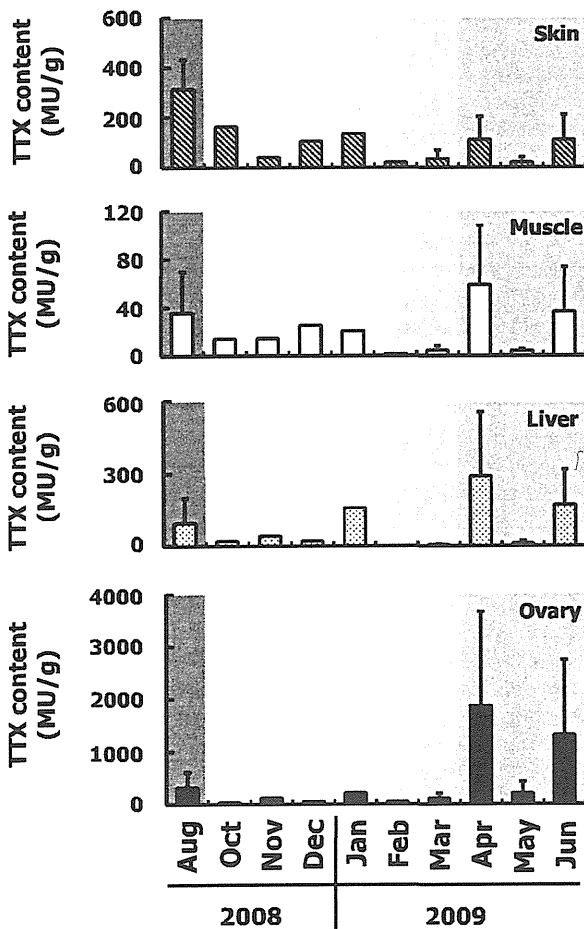 TTX content
(MU/g)
600
400
200
0
Skin
TTX content
(MU/g)
120
80
40
0
Muscle
TTX content
(MU/g)
600
300
0
Liver
TTX content
(MU/g)
4000
3000
2000
1000
0
Ovary
Aug
Oct
Nov
Dec
Jan
Feb
Mar
Apr
May
Jun
2008
2009